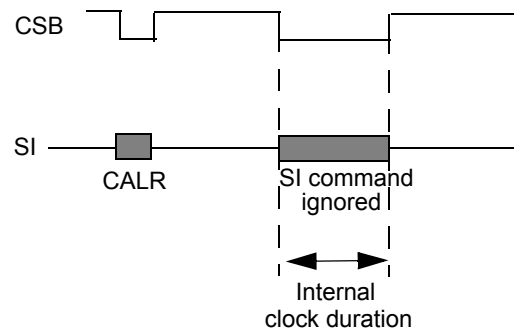 CSB
SI
CALR
SI command
ignored
Internal
clock duration